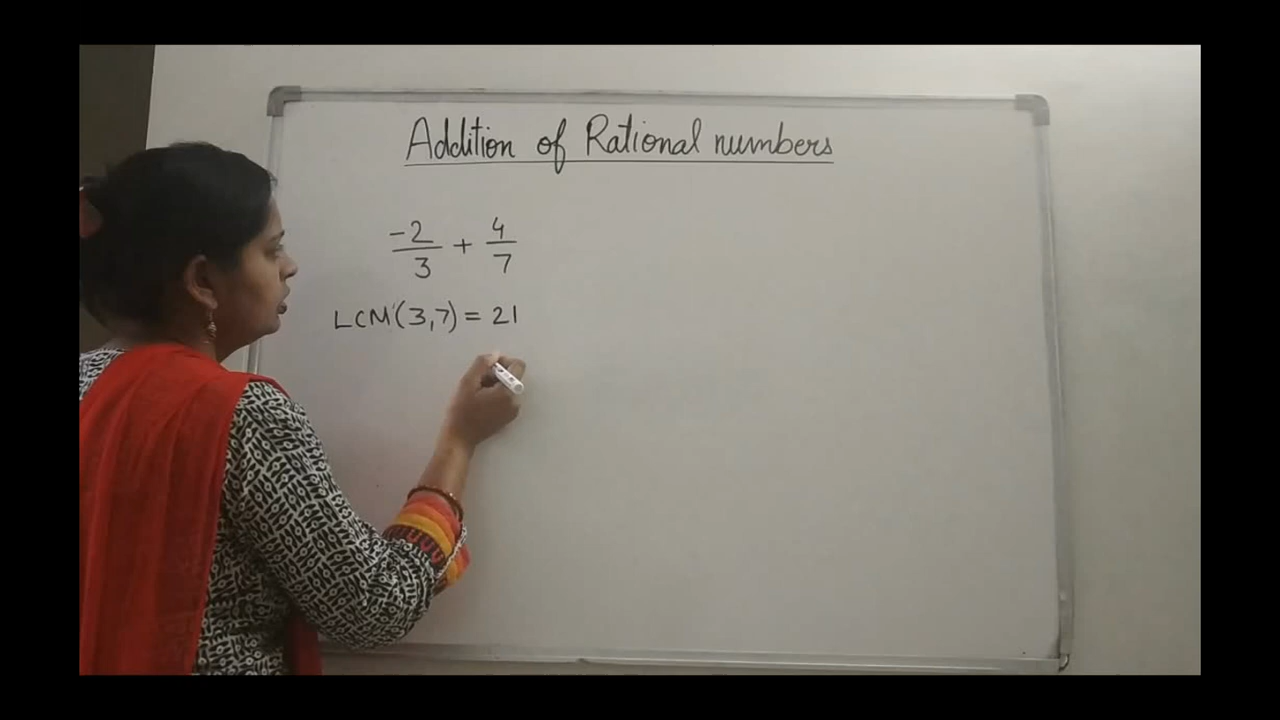 Addition of Rational numbers
-2/3 + 4/7
LCM(3,7) = 21